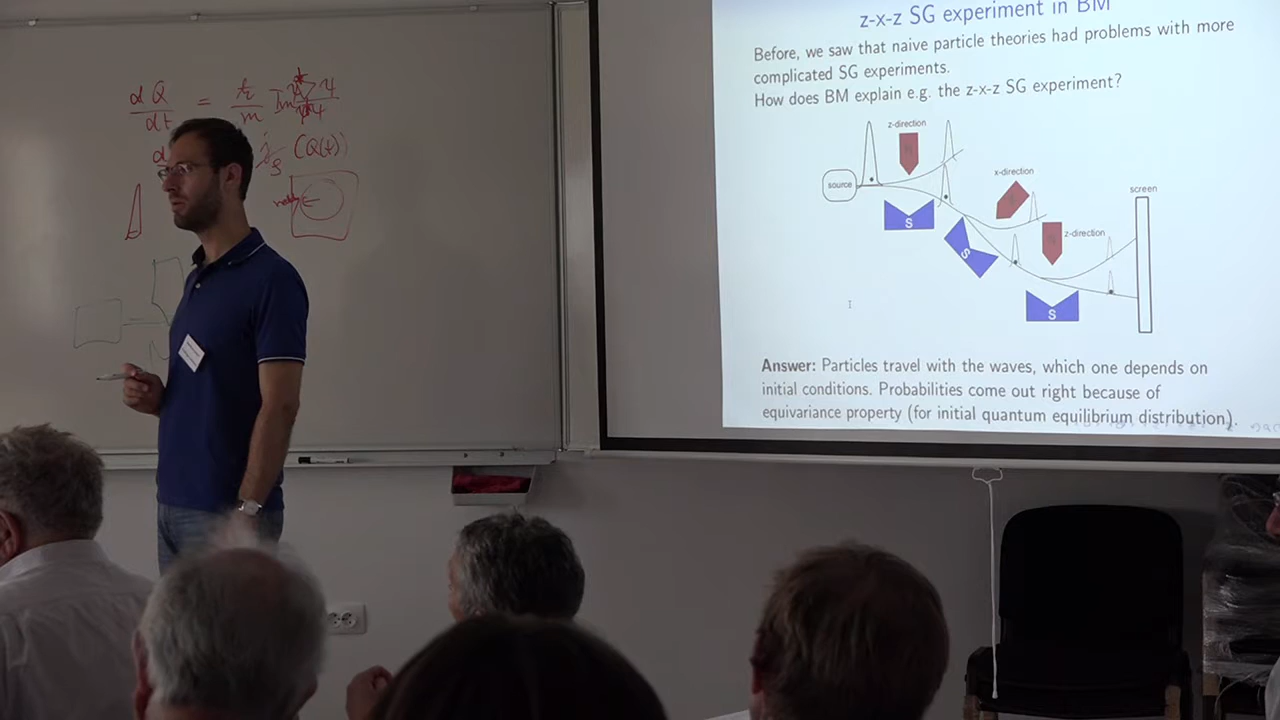 dQ
dt
=
ħ
m
Im
ψ
(Q(t))
z-x-z SG experiment in BM
Before, we saw that naive particle theories had problems with more
complicated SG experiments.
How does BM explain e.g. the z-x-z SG experiment?
z-direction
source
S
x-direction
S
screen
z-direction
S
Answer: Particles travel with the waves, which one depends on
initial conditions. Probabilities come out right because of
equivariance property (for initial quantum equilibrium distribution).